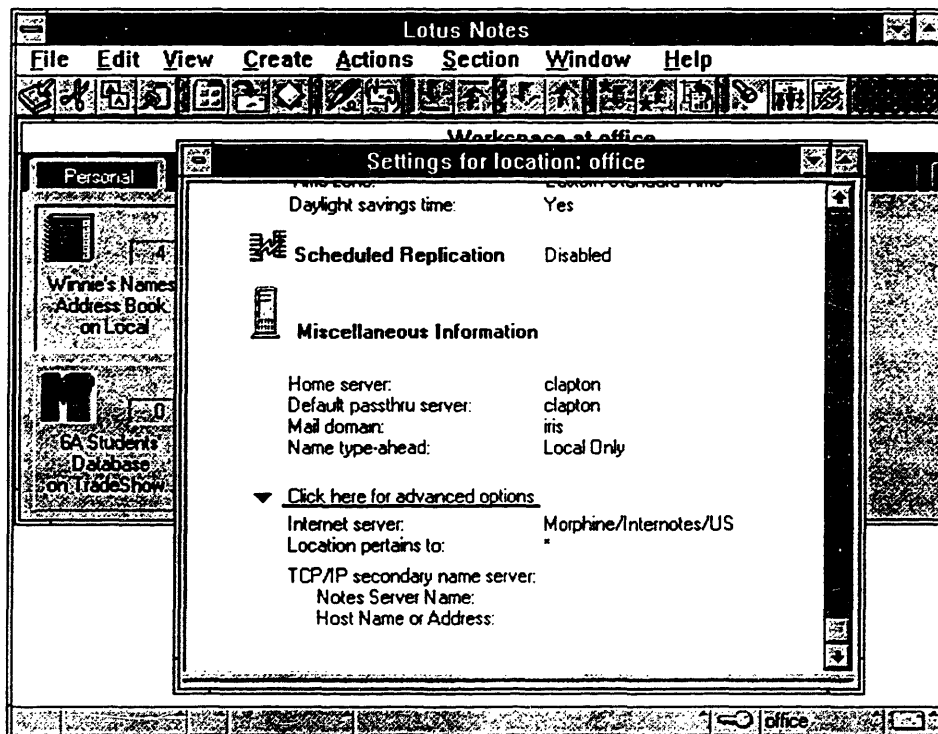 Lotus Notes
File Edit View Create Actions Section Window Help
Workspace at office
Settings for location: office
Personal
Daylight savings time: Yes
4
Scheduled Replication Disabled
Winnie's Names
Address Book
on Local
Miscellaneous Information
Home server: clapton
Default passthru server: clapton
Mail domain: iris
Name type-ahead: Local Only
0
6A Students'
Database
on TradeShow
Click here for advanced options
Internet server: Morphine/Internotes/US
Location pertains to: *
TCP/IP secondary name server:
Notes Server Name:
Host Name or Address:
office